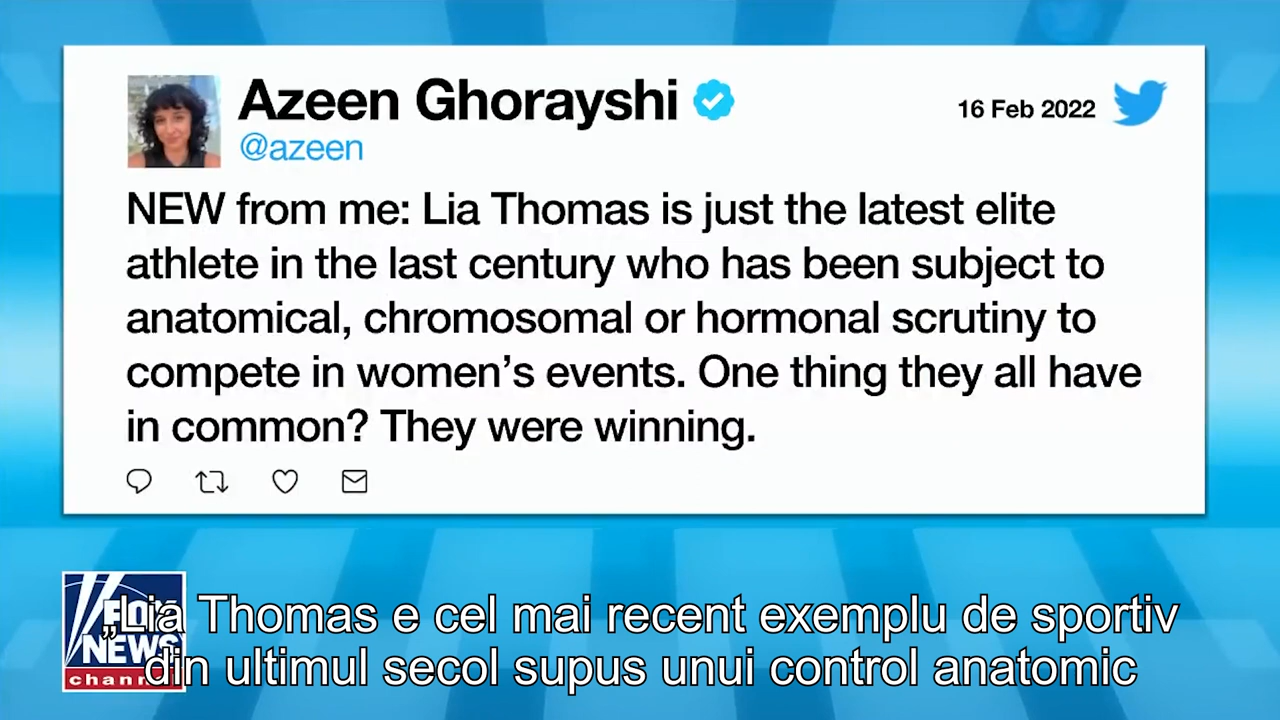 Azeen Ghorayshi
@azeen
16 Feb 2022
NEW from me: Lia Thomas is just the latest elite
athlete in the last century who has been subject to
anatomical, chromosomal or hormonal scrutiny to
compete in women’s events. One thing they all have
in common? They were winning.
FOX
NEWS
channel
„Lia Thomas e cel mai recent exemplu de sportiv
din ultimul secol supus unui control anatomic